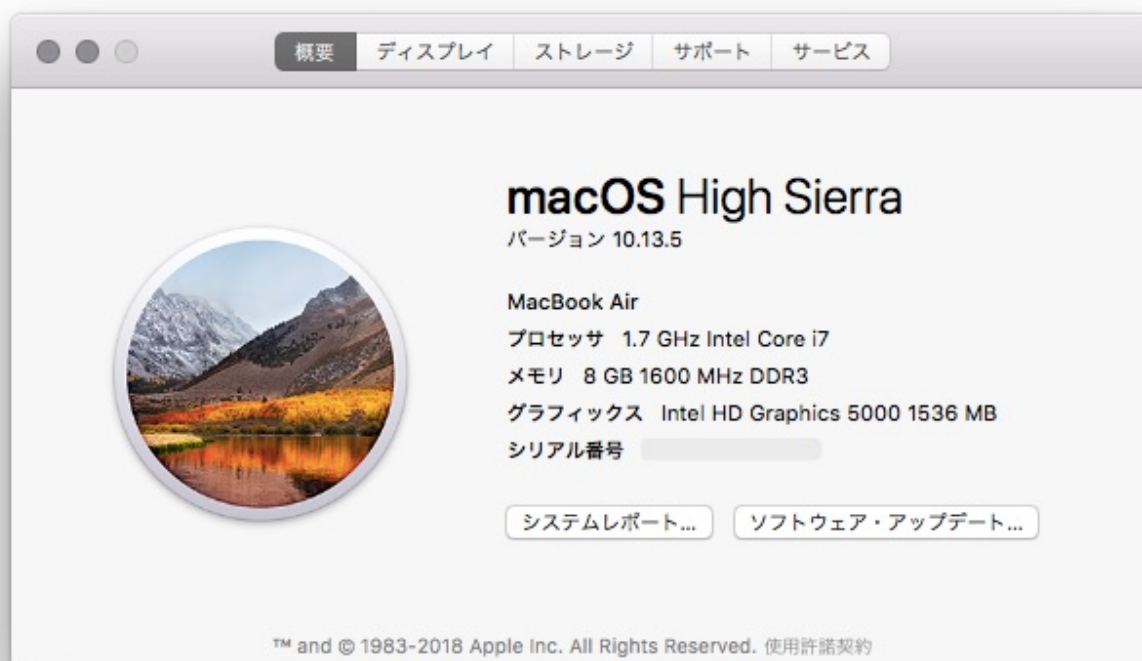 概要 ディスプレイ ストレージ サポート サービス
macOS High Sierra
バージョン 10.13.5
MacBook Air
プロセッサ 1.7 GHz Intel Core i7
メモリ 8 GB 1600 MHz DDR3
グラフィックス Intel HD Graphics 5000 1536 MB
シリアル番号
システムレポート... ソフトウェア・アップデート...
™ and © 1983-2018 Apple Inc. All Rights Reserved. 使用許諾契約